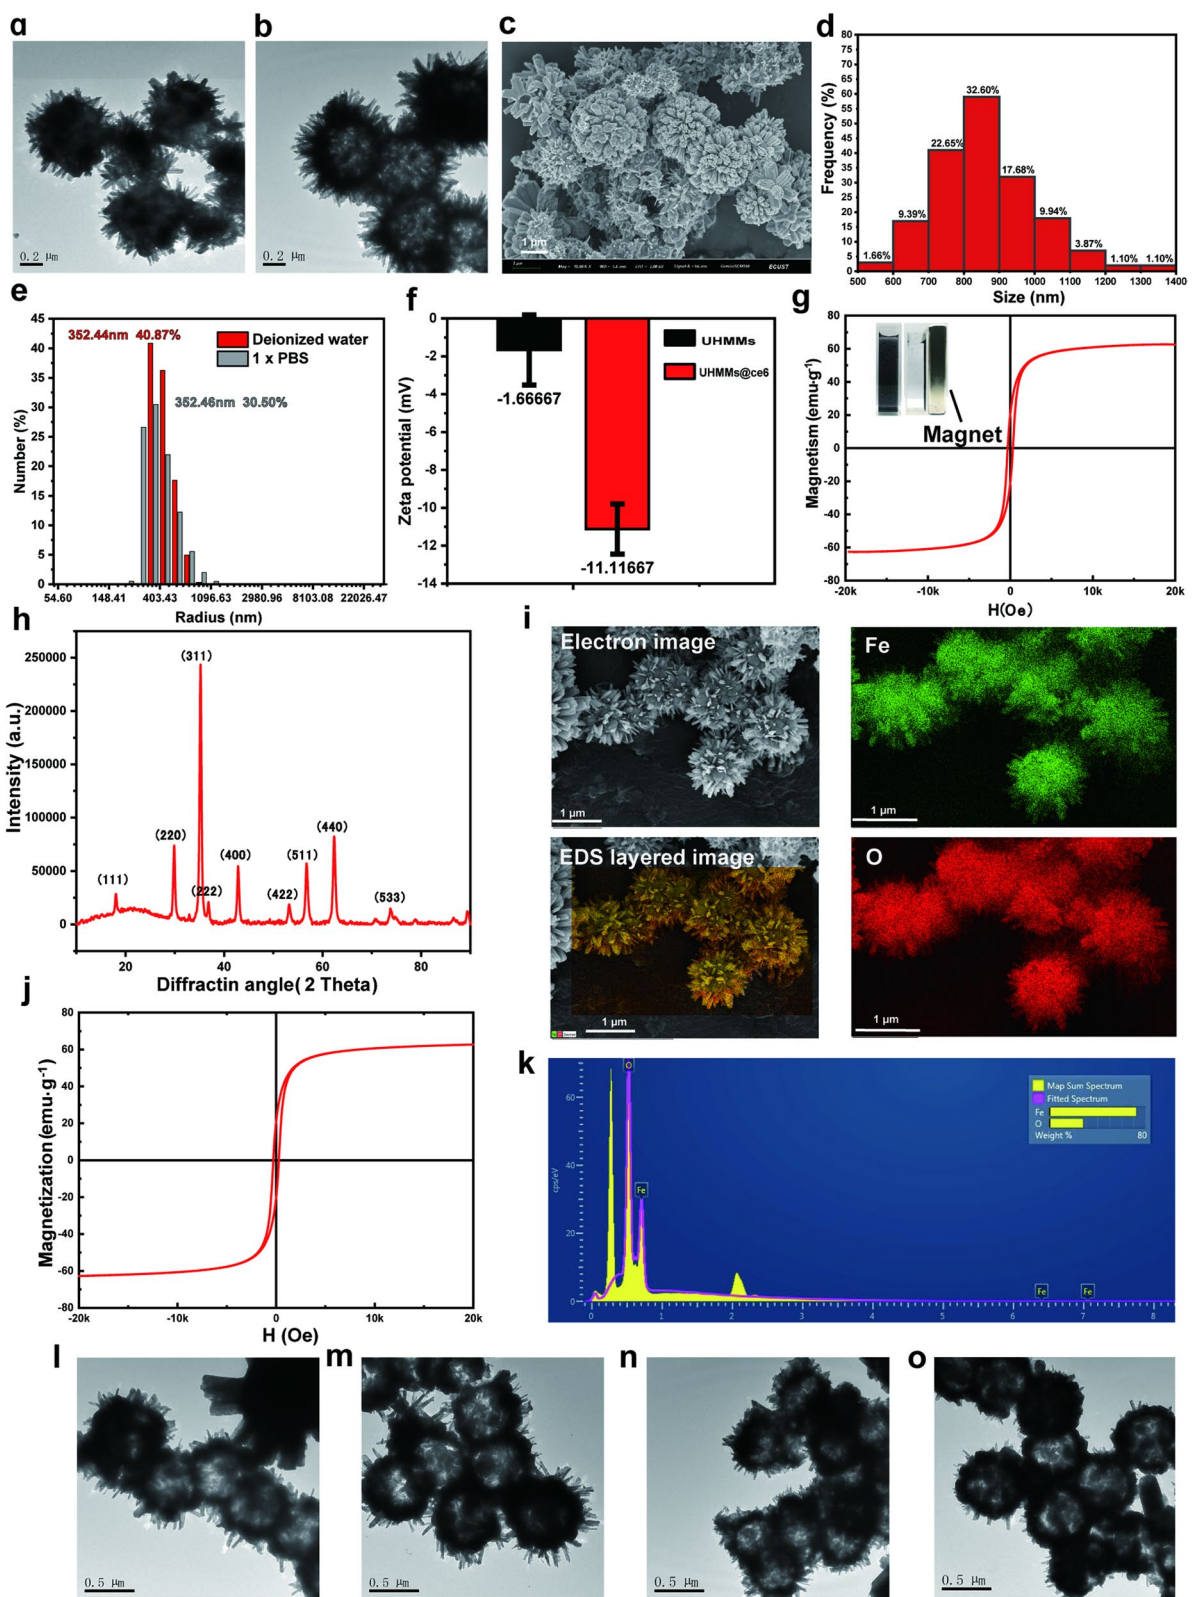 a
0.2 μm
b
0.2 μm
c
1 μm
ECUST
d
Frequency (%)
80
75
70
65
60
55
50
45
40
35
30
25
20
15
10
5
0
1.66%
9.39%
22.65%
32.60%
17.68%
9.94%
3.87%
1.10%
1.10%
500 600 700 800 900 1000 1100 1200 1300 1400
Size (nm)
e
Number (%)
45
40
35
30
25
20
15
10
5
0
352.44nm 40.87%
Deionized water
1 x PBS
352.46nm 30.50%
54.60 148.41 403.43 1096.63 2980.96 8103.08 22026.47
Radius (nm)
f
Zeta potential (mV)
0
-2
-4
-6
-8
-10
-12
-14
-1.66667
-11.11667
UHMMs
UHMMs@ce6
g
Magnetism (emu·g⁻¹)
80
60
40
20
0
-20
-40
-60
-80
Magnet
-20k -10k 0 10k 20k
H(Oe)
h
Intensity (a.u.)
250000
200000
150000
100000
50000
0
(111)
(220)
(311)
(222)
(400)
(422)
(511)
(440)
(533)
20 40 60 80
Diffractin angle( 2 Theta)
i
Electron image
1 μm
Fe
1 μm
EDS layered image
1 μm
O
1 μm
j
Magnetization (emu·g⁻¹)
80
60
40
20
0
-20
-40
-60
-80
-20k -10k 0 10k 20k
H (Oe)
k
cps/eV
60
40
20
0
O
Fe
Fe
Fe
Map Sum Spectrum
Fitted Spectrum
Fe
O
Weight % 80
0 1 2 3 4 5 6 7 8
l
0.5 μm
m
0.5 μm
n
0.5 μm
o
0.5 μm